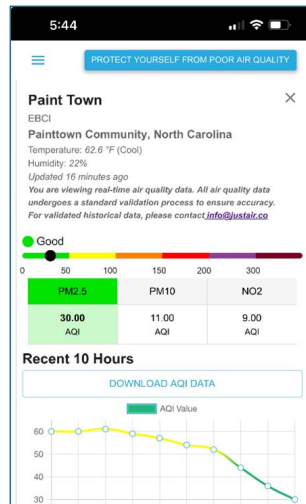 5:44
PROTECT YOURSELF FROM POOR AIR QUALITY
Paint Town
EBCI
Painttown Community, North Carolina
Temperature: 62.6 °F (Cool)
Humidity: 22%
Updated 16 minutes ago
You are viewing real-time air quality data. All air quality data
undergoes a standard validation process to ensure accuracy.
For validated historical data, please contact info@justair.co
Good
0 50 100 150 200 300
PM2.5 PM10 NO2
30.00 11.00 9.00
AQI AQI AQI
Recent 10 Hours
DOWNLOAD AQI DATA
AQI Value
60
50
40
30